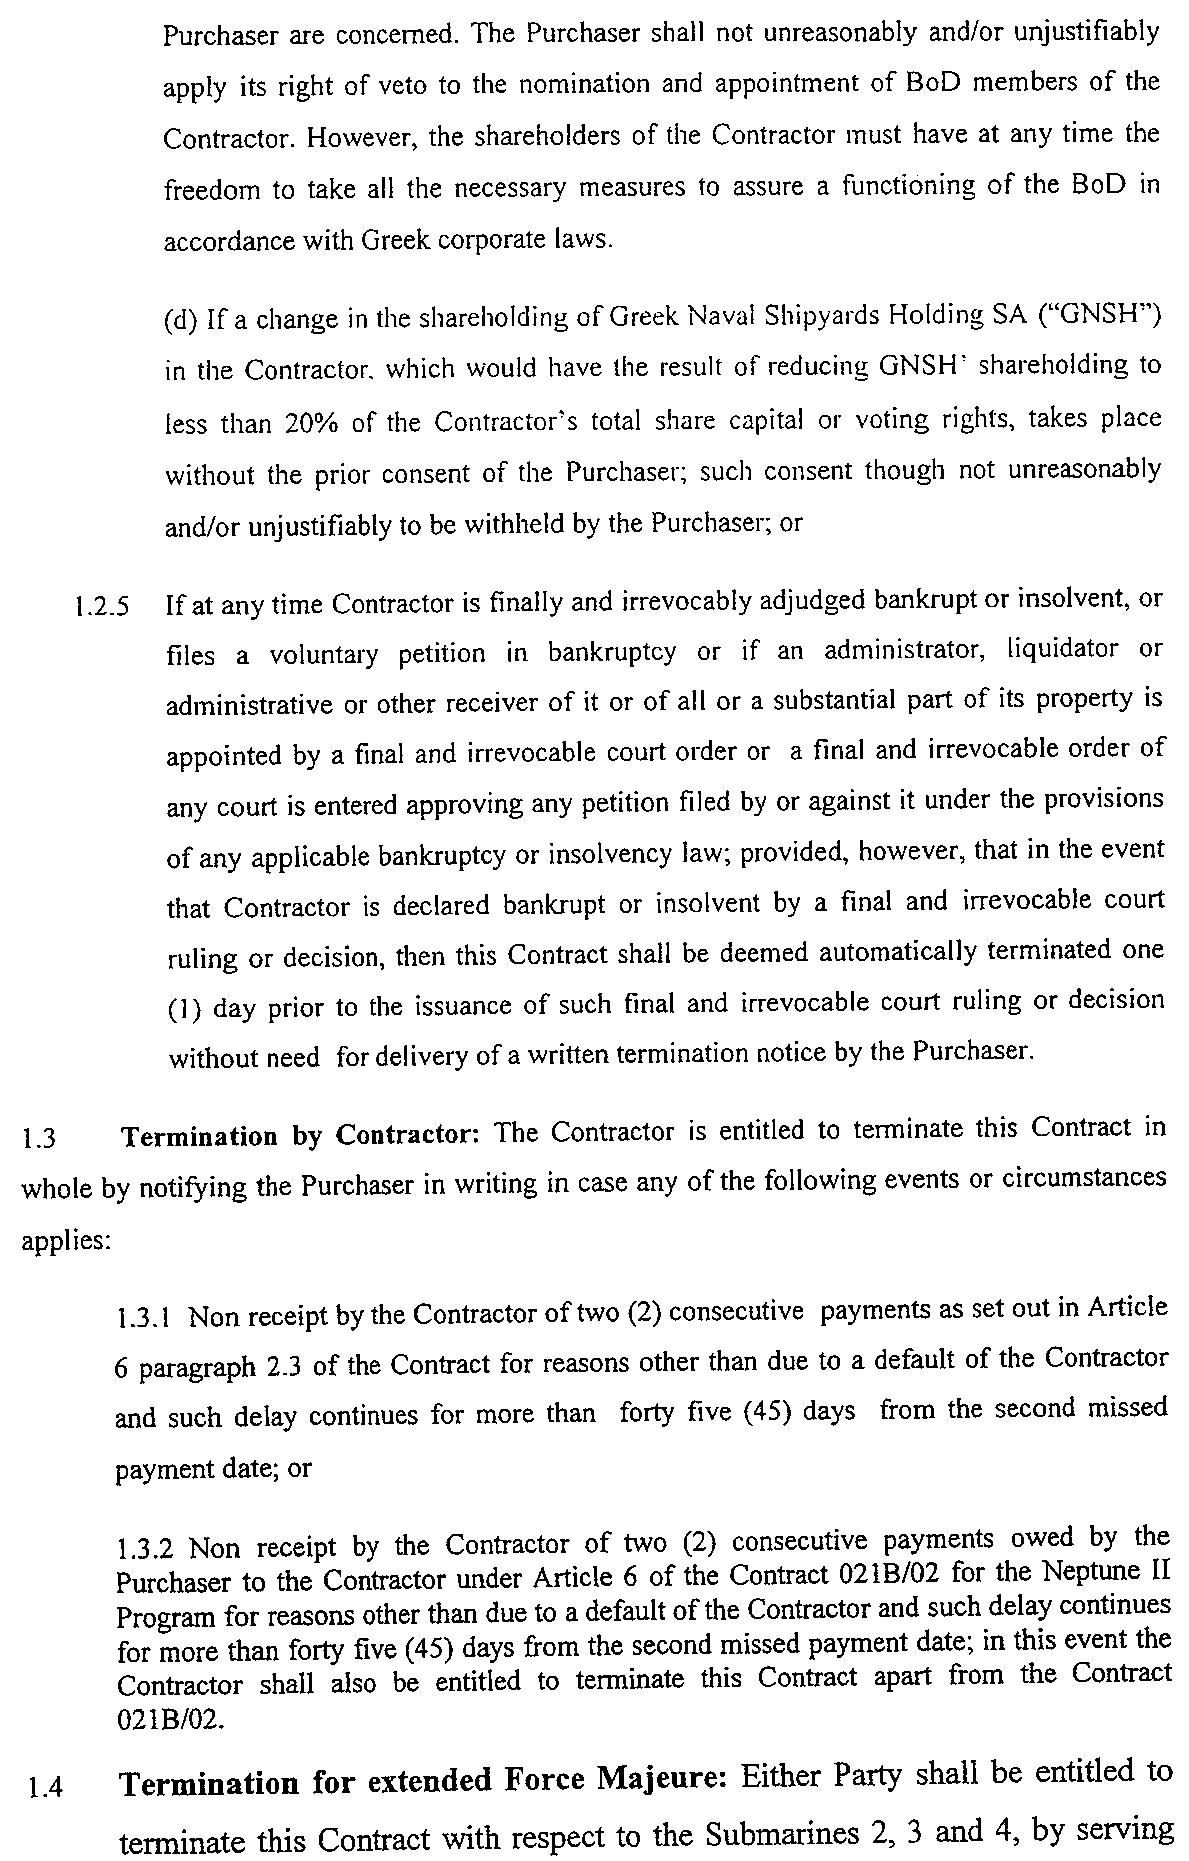 Purchaser are concerned. The Purchaser shall not unreasonably and/or unjustifiably
apply its right of veto to the nomination and appointment of BoD members of the
Contractor. However, the shareholders of the Contractor must have at any time the
freedom to take all the necessary measures to assure a functioning of the BoD in
accordance with Greek corporate laws.
(d) If a change in the shareholding of Greek Naval Shipyards Holding SA (“GNSH”)
in the Contractor. which would have the result of reducing GNSH’ shareholding to
less than 20% of the Contractor’s total share capital or voting rights, takes place
without the prior consent of the Purchaser; such consent though not unreasonably
and/or unjustifiably to be withheld by the Purchaser; or
1.2.5 If at any time Contractor is finally and irrevocably adjudged bankrupt or insolvent, or
files a voluntary petition in bankruptcy or if an administrator, liquidator or
administrative or other receiver of it or of all or a substantial part of its property is
appointed by a final and irrevocable court order or a final and irrevocable order of
any court is entered approving any petition filed by or against it under the provisions
of any applicable bankruptcy or insolvency law; provided, however, that in the event
that Contractor is declared bankrupt or insolvent by a final and irrevocable court
ruling or decision, then this Contract shall be deemed automatically terminated one
(1) day prior to the issuance of such final and irrevocable court ruling or decision
without need for delivery of a written termination notice by the Purchaser.
1.3 Termination by Contractor: The Contractor is entitled to terminate this Contract in
whole by notifying the Purchaser in writing in case any of the following events or circumstances
applies:
1.3.1 Non receipt by the Contractor of two (2) consecutive payments as set out in Article
6 paragraph 2.3 of the Contract for reasons other than due to a default of the Contractor
and such delay continues for more than forty five (45) days from the second missed
payment date; or
1.3.2 Non receipt by the Contractor of two (2) consecutive payments owed by the
Purchaser to the Contractor under Article 6 of the Contract 021B/02 for the Neptune II
Program for reasons other than due to a default of the Contractor and such delay continues
for more than forty five (45) days from the second missed payment date; in this event the
Contractor shall also be entitled to terminate this Contract apart from the Contract
021B/02.
1.4 Termination for extended Force Majeure: Either Party shall be entitled to
terminate this Contract with respect to the Submarines 2, 3 and 4, by serving